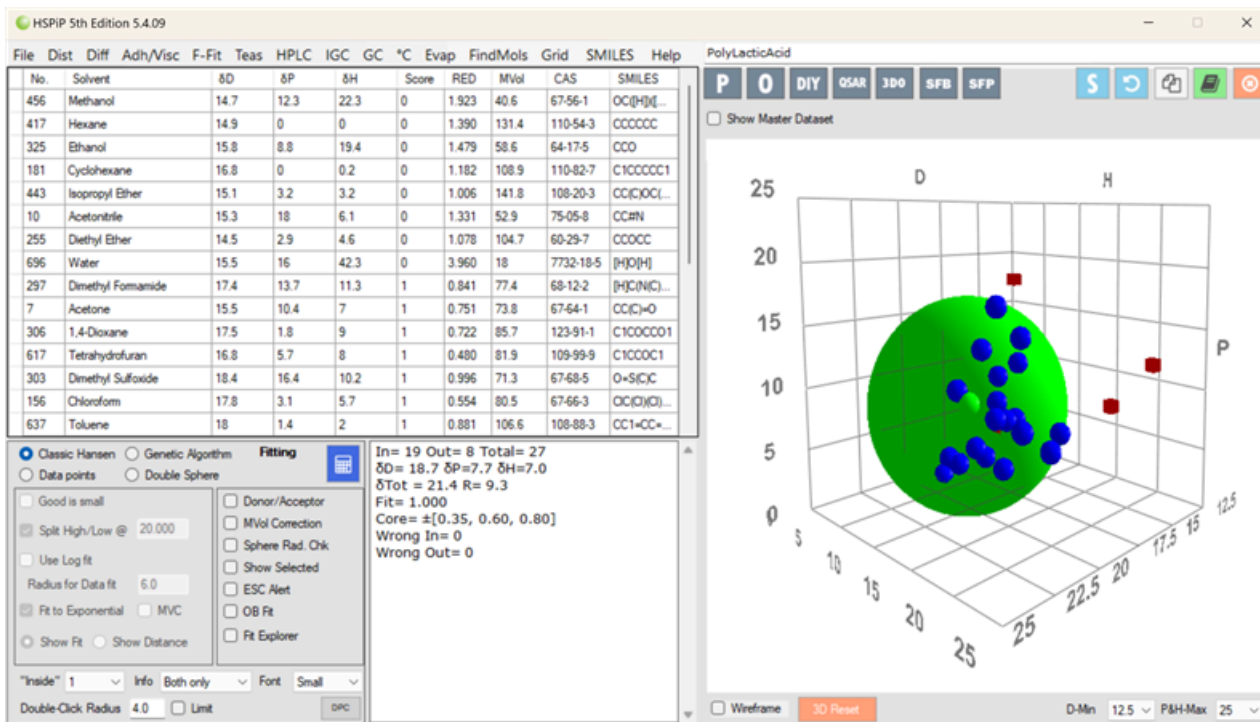 HSPiP 5th Edition 5.4.09
File Dist Diff Adh/Visc F-Fit Teas HPLC IGC GC °C Evap FindMols Grid SMILES Help
No. Solvent δD δP δH Score RED MVol CAS SMILES
456 Methanol 14.7 12.3 22.3 0 1.923 40.6 67-56-1 OC([H])([...
417 Hexane 14.9 0 0 0 1.390 131.4 110-54-3 CCCCCC
325 Ethanol 15.8 8.8 19.4 0 1.479 58.6 64-17-5 CCO
181 Cyclohexane 16.8 0 0.2 0 1.182 108.9 110-82-7 C1CCCCC1
443 Isopropyl Ether 15.1 3.2 3.2 0 1.006 141.8 108-20-3 CC(C)OC(...
10 Acetonitrile 15.3 18 6.1 0 1.331 52.9 75-05-8 CC#N
255 Diethyl Ether 14.5 2.9 4.6 0 1.078 104.7 60-29-7 CCOCC
696 Water 15.5 16 42.3 0 3.960 18 7732-18-5 [H]O[H]
297 Dimethyl Formamide 17.4 13.7 11.3 1 0.841 77.4 68-12-2 [H]C(N(C)...
7 Acetone 15.5 10.4 7 1 0.751 73.8 67-64-1 CC(C)=O
306 1,4-Dioxane 17.5 1.8 9 1 0.722 85.7 123-91-1 C1COCCO1
617 Tetrahydrofuran 16.8 5.7 8 1 0.480 81.9 109-99-9 C1CCOC1
303 Dimethyl Sulfoxide 18.4 16.4 10.2 1 0.996 71.3 67-68-5 O=S(C)C
156 Chloroform 17.8 3.1 5.7 1 0.554 80.5 67-66-3 ClC(Cl)(Cl)...
637 Toluene 18 1.4 2 1 0.881 106.6 108-88-3 CC1=CC=...
Classic Hansen Genetic Algorithm Fitting
Data points Double Sphere
Good is small
Split High/Low @ 20.000
Use Log fit
Radius for Data fit 6.0
Fit to Exponential MVC
Show Fit Show Distance
Donor/Acceptor
MVol Correction
Sphere Rad. Chk
Show Selected
ESC Alert
OB Fit
Fit Explorer
"Inside" 1 Info Both only Font Small
Double-Click Radius 4.0 Limit DPC
In= 19 Out= 8 Total= 27
δD= 18.7 δP=7.7 δH=7.0
δTot = 21.4 R= 9.3
Fit= 1.000
Core= ±[0.35, 0.60, 0.80]
Wrong In= 0
Wrong Out= 0
PolyLacticAcid
P O DIY QSAR 3DO SFB SFP S
Show Master Dataset
D H
25
20
15
10
5
0
P
5 10 15 20 25
25 22.5 20 17.5 15 12.5
Wireframe 3D Reset D-Min 12.5 P&H-Max 25